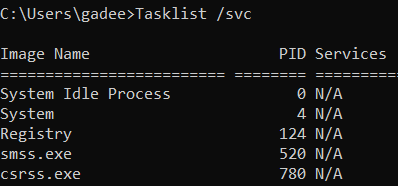 C:\Users\gadee>Tasklist /svc
Image Name                     PID Services
========================= ======== ==========
System Idle Process              0 N/A
System                           4 N/A
Registry                       124 N/A
smss.exe                       520 N/A
csrss.exe                      780 N/A